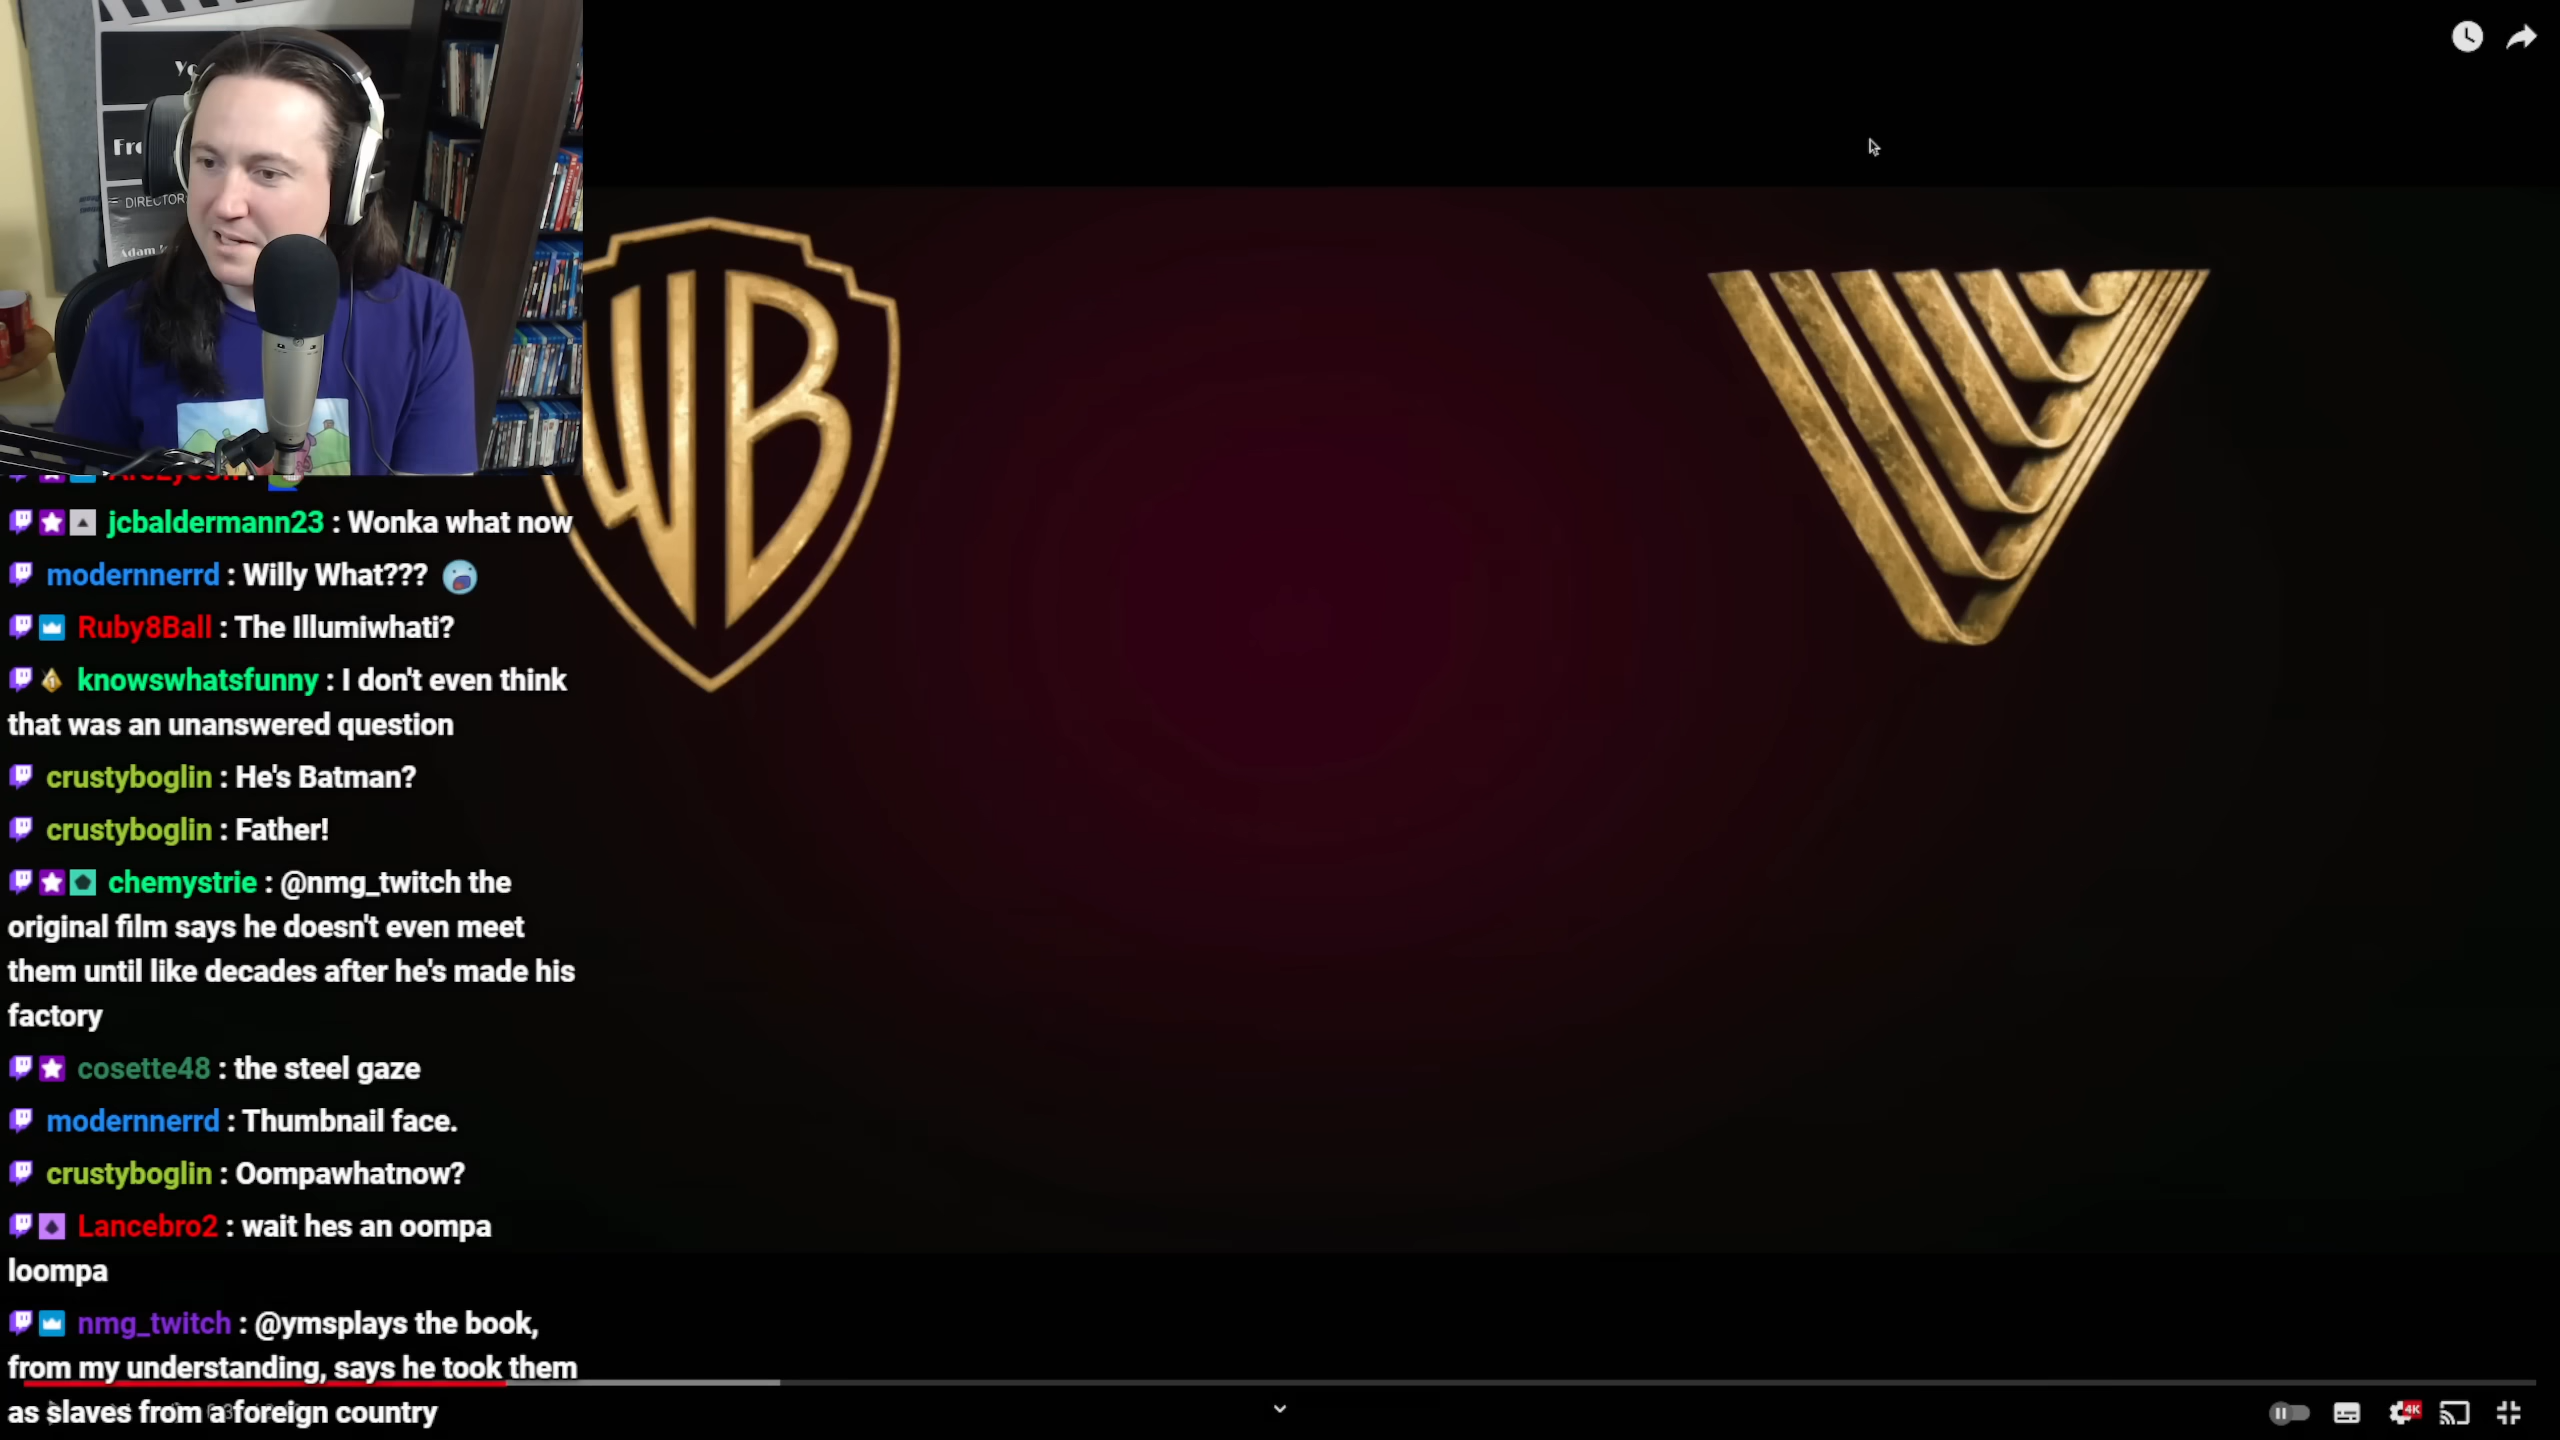 Yo
Fre
DIRECTOR
Adam
WB
jcbaldermann23 : Wonka what now
modernnerrd : Willy What???
Ruby8Ball : The Illumiwhati?
knowswhatsfunny : I don't even think
that was an unanswered question
crustyboglin : He's Batman?
crustyboglin : Father!
chemystrie : @nmg_twitch the
original film says he doesn't even meet
them until like decades after he's made his
factory
cosette48 : the steel gaze
modernnerrd : Thumbnail face.
crustyboglin : Oompawhatnow?
Lancebro2 : wait hes an oompa
loompa
nmg_twitch : @ymsplays the book,
from my understanding, says he took them
as slaves from a foreign country
4K